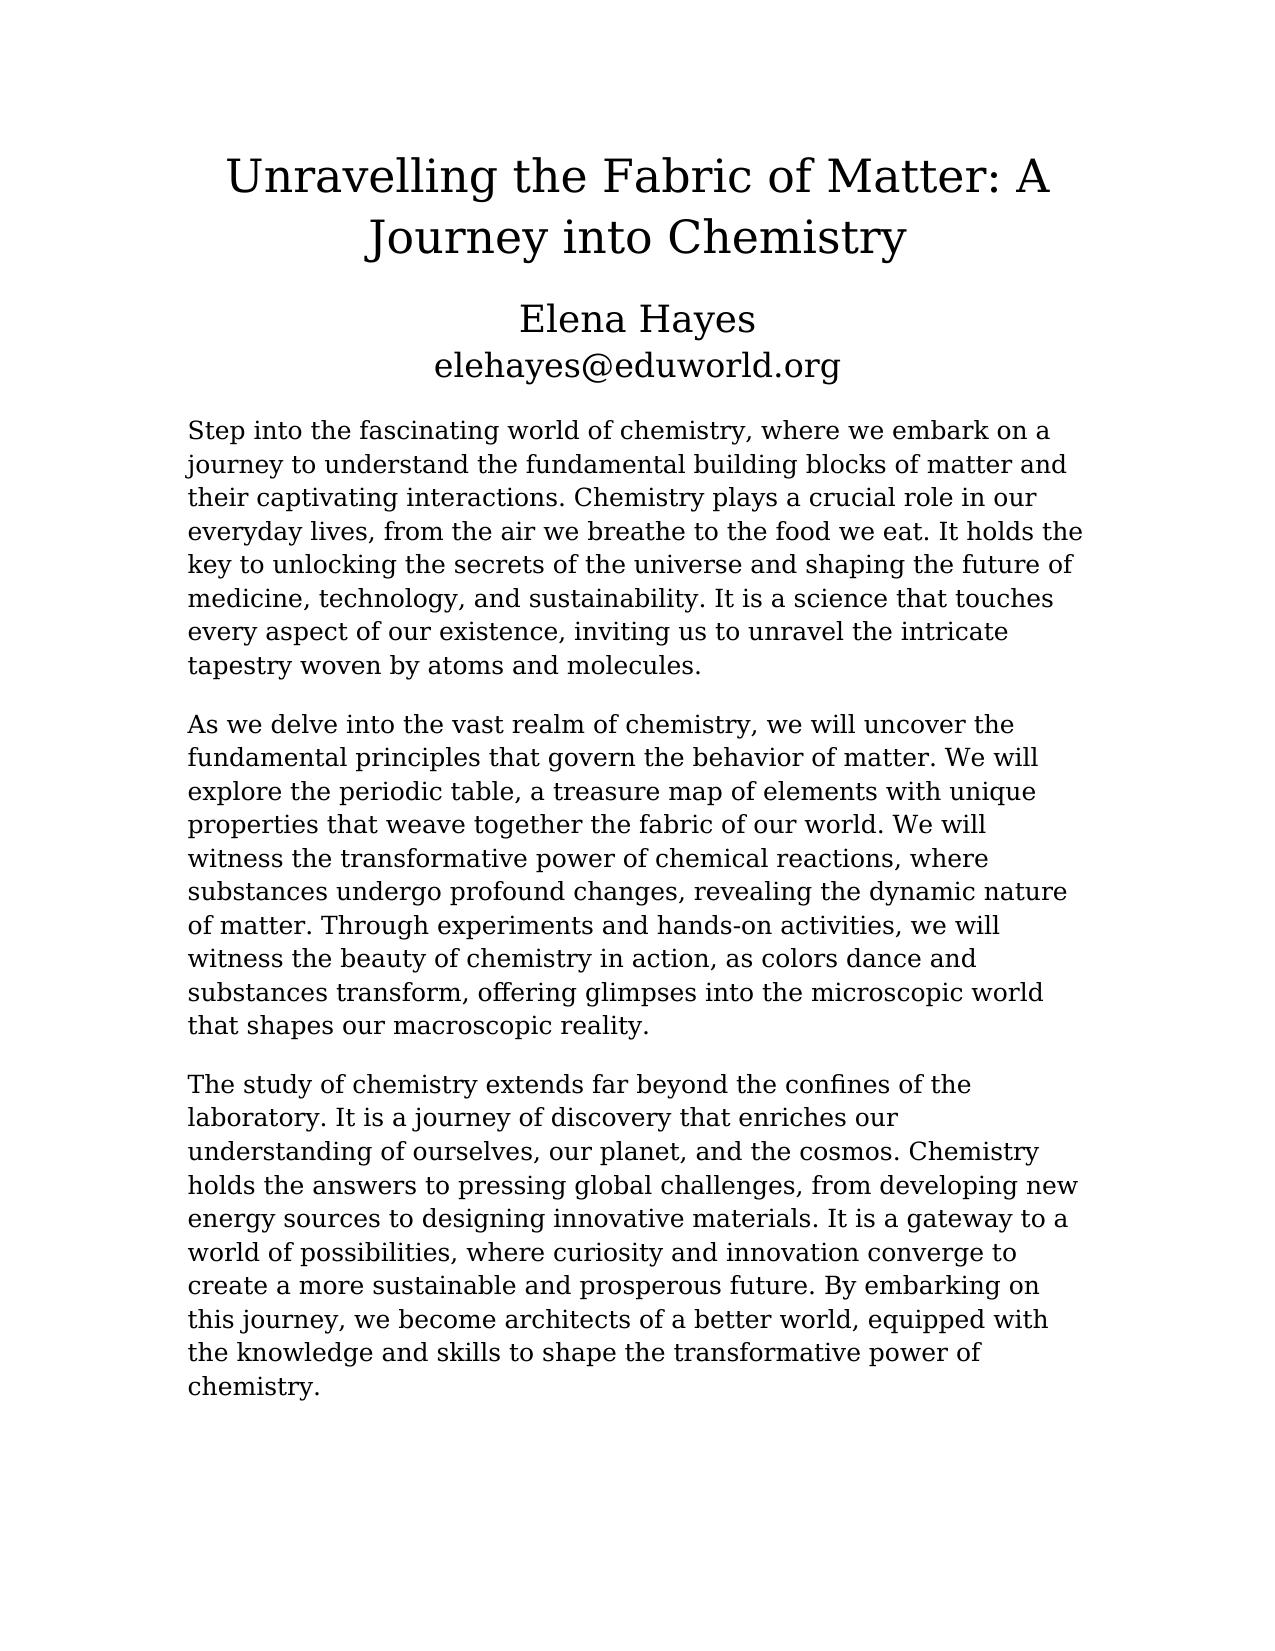 Unravelling the Fabric of Matter: A
Journey into Chemistry
Elena Hayes
elehayes@eduworld.org
Step into the fascinating world of chemistry, where we embark on a
journey to understand the fundamental building blocks of matter and
their captivating interactions. Chemistry plays a crucial role in our
everyday lives, from the air we breathe to the food we eat. It holds the
key to unlocking the secrets of the universe and shaping the future of
medicine, technology, and sustainability. It is a science that touches
every aspect of our existence, inviting us to unravel the intricate
tapestry woven by atoms and molecules.
As we delve into the vast realm of chemistry, we will uncover the
fundamental principles that govern the behavior of matter. We will
explore the periodic table, a treasure map of elements with unique
properties that weave together the fabric of our world. We will
witness the transformative power of chemical reactions, where
substances undergo profound changes, revealing the dynamic nature
of matter. Through experiments and hands-on activities, we will
witness the beauty of chemistry in action, as colors dance and
substances transform, offering glimpses into the microscopic world
that shapes our macroscopic reality.
The study of chemistry extends far beyond the confines of the
laboratory. It is a journey of discovery that enriches our
understanding of ourselves, our planet, and the cosmos. Chemistry
holds the answers to pressing global challenges, from developing new
energy sources to designing innovative materials. It is a gateway to a
world of possibilities, where curiosity and innovation converge to
create a more sustainable and prosperous future. By embarking on
this journey, we become architects of a better world, equipped with
the knowledge and skills to shape the transformative power of
chemistry.